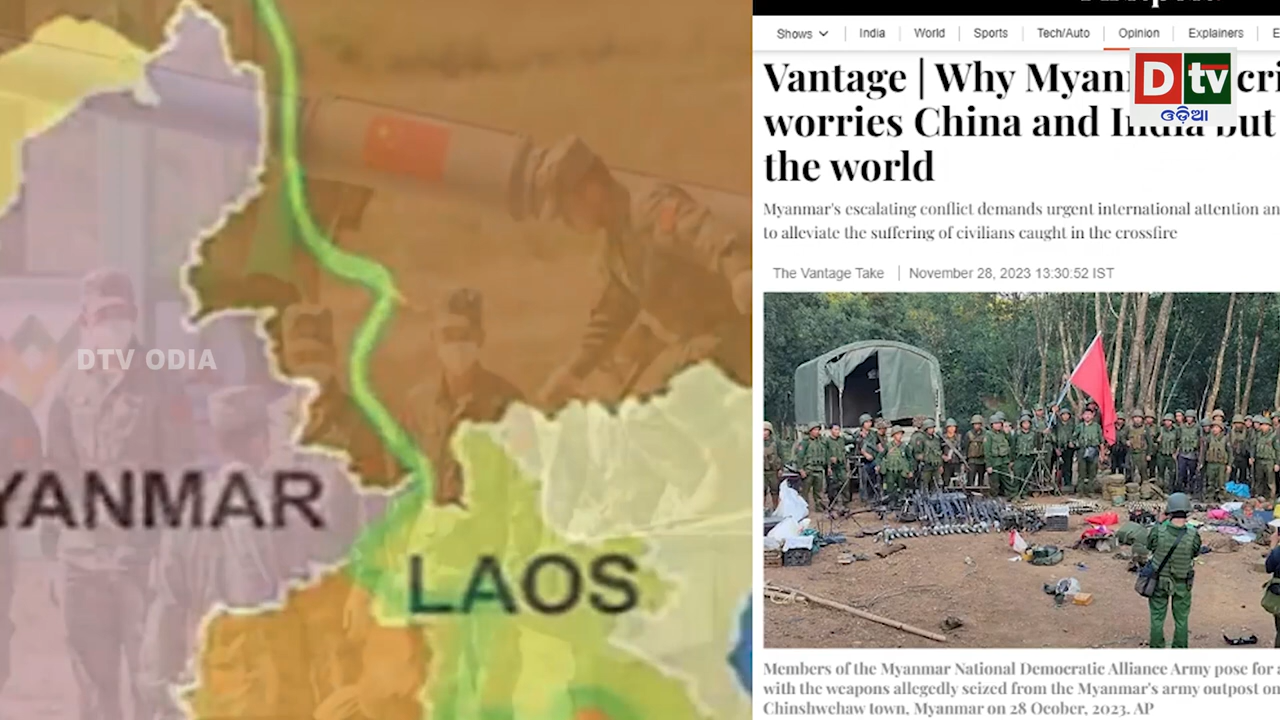 Shows India World Sports Tech/Auto Opinion Explainers
Vantage | Why
worries China and India but
the world
Myanmar's escalating conflict demands urgent international attention
to alleviate the suffering of civilians caught in the crossfire
The Vantage Take November 28, 2023 13:30:52 IST
D tv
ଓଡ଼ିଆ
DTV ODIA
YANMAR
LAOS
Members of the Myanmar National Democratic Alliance Army pose for
with the weapons allegedly seized from the Myanmar's army outpost on
Chinshwehaw town, Myanmar on 28 Ocober, 2023. AP